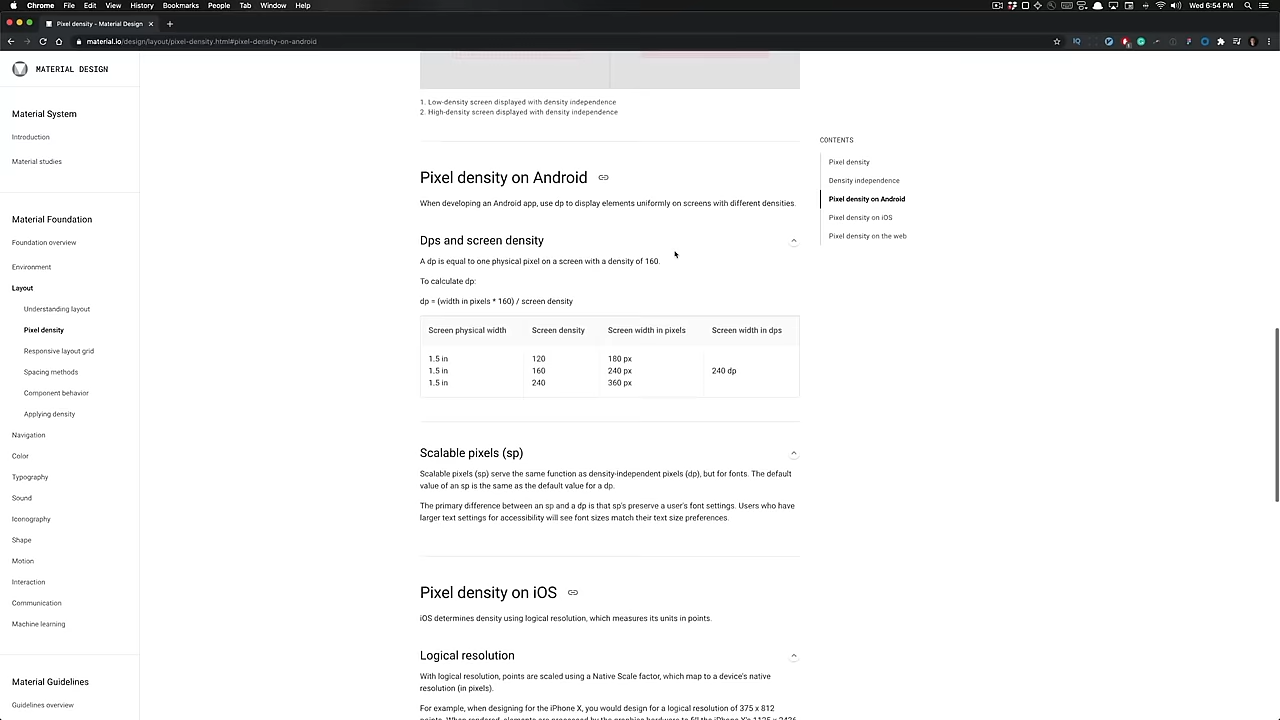 Chrome File Edit View History Bookmarks People Tab Window Help
Wed 6:54 PM
Pixel density - Material Design
material.io/design/layout/pixel-density.html#pixel-density-on-android
MATERIAL DESIGN
Material System
Introduction
Material studies
Material Foundation
Foundation overview
Environment
Layout
Understanding layout
Pixel density
Responsive layout grid
Spacing methods
Component behavior
Applying density
Navigation
Color
Typography
Sound
Iconography
Shape
Motion
Interaction
Communication
Machine learning
Material Guidelines
Guidelines overview
1. Low-density screen displayed with density independence
2. High-density screen displayed with density independence
Pixel density on Android
When developing an Android app, use dp to display elements uniformly on screens with different densities.
Dps and screen density
A dp is equal to one physical pixel on a screen with a density of 160.
To calculate dp:
dp = (width in pixels * 160) / screen density
Screen physical width Screen density Screen width in pixels Screen width in dps
1.5 in 120 180 px
1.5 in 160 240 px 240 dp
1.5 in 240 360 px
Scalable pixels (sp)
Scalable pixels (sp) serve the same function as density-independent pixels (dp), but for fonts. The default
value of an sp is the same as the default value for a dp.
The primary difference between an sp and a dp is that sp's preserve a user's font settings. Users who have
larger text settings for accessibility will see font sizes match their text size preferences.
Pixel density on iOS
iOS determines density using logical resolution, which measures its units in points.
Logical resolution
With logical resolution, points are scaled using a Native Scale factor, which map to a device's native
resolution (in pixels).
For example, when designing for the iPhone X, you would design for a logical resolution of 375 x 812
CONTENTS
Pixel density
Density independence
Pixel density on Android
Pixel density on iOS
Pixel density on the web